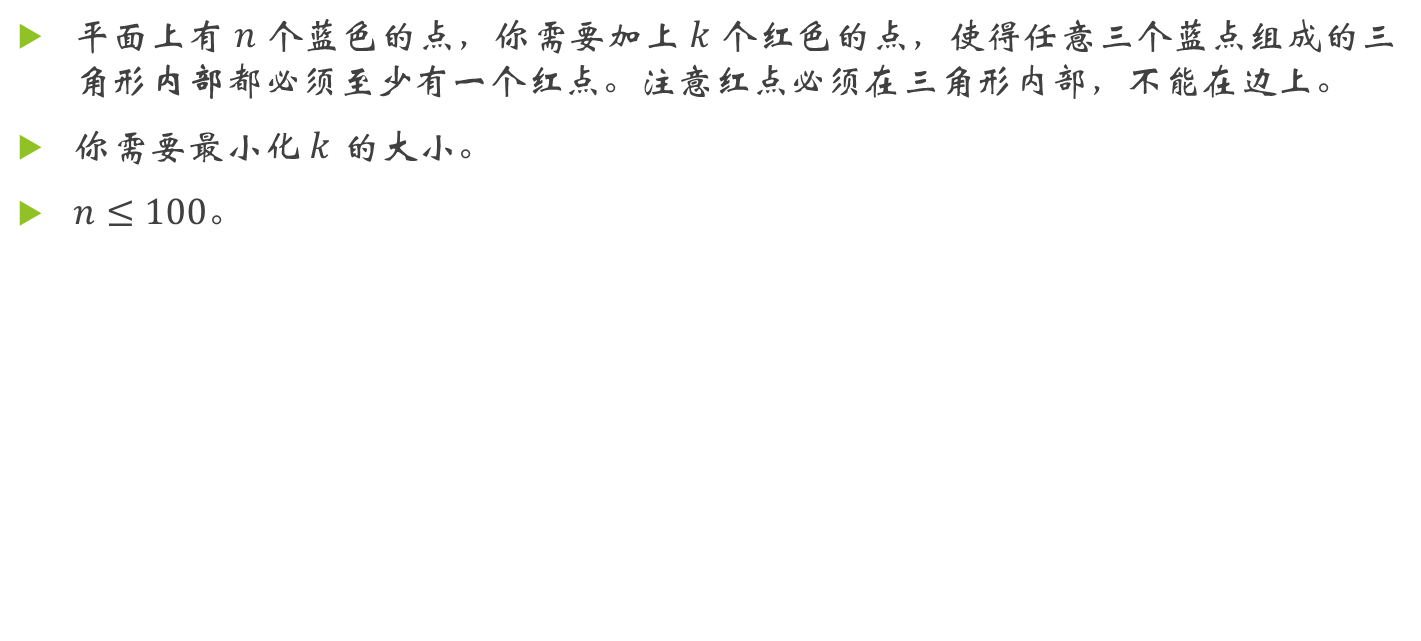 平面上有 n 个蓝色的点，你需要加上 k 个红色的点，使得任意三个蓝点组成的三
角形内部都必须至少有一个红点。注意红点必须在三角形内部，不能在边上。
你需要最小化 k 的大小。
n ≤ 100。